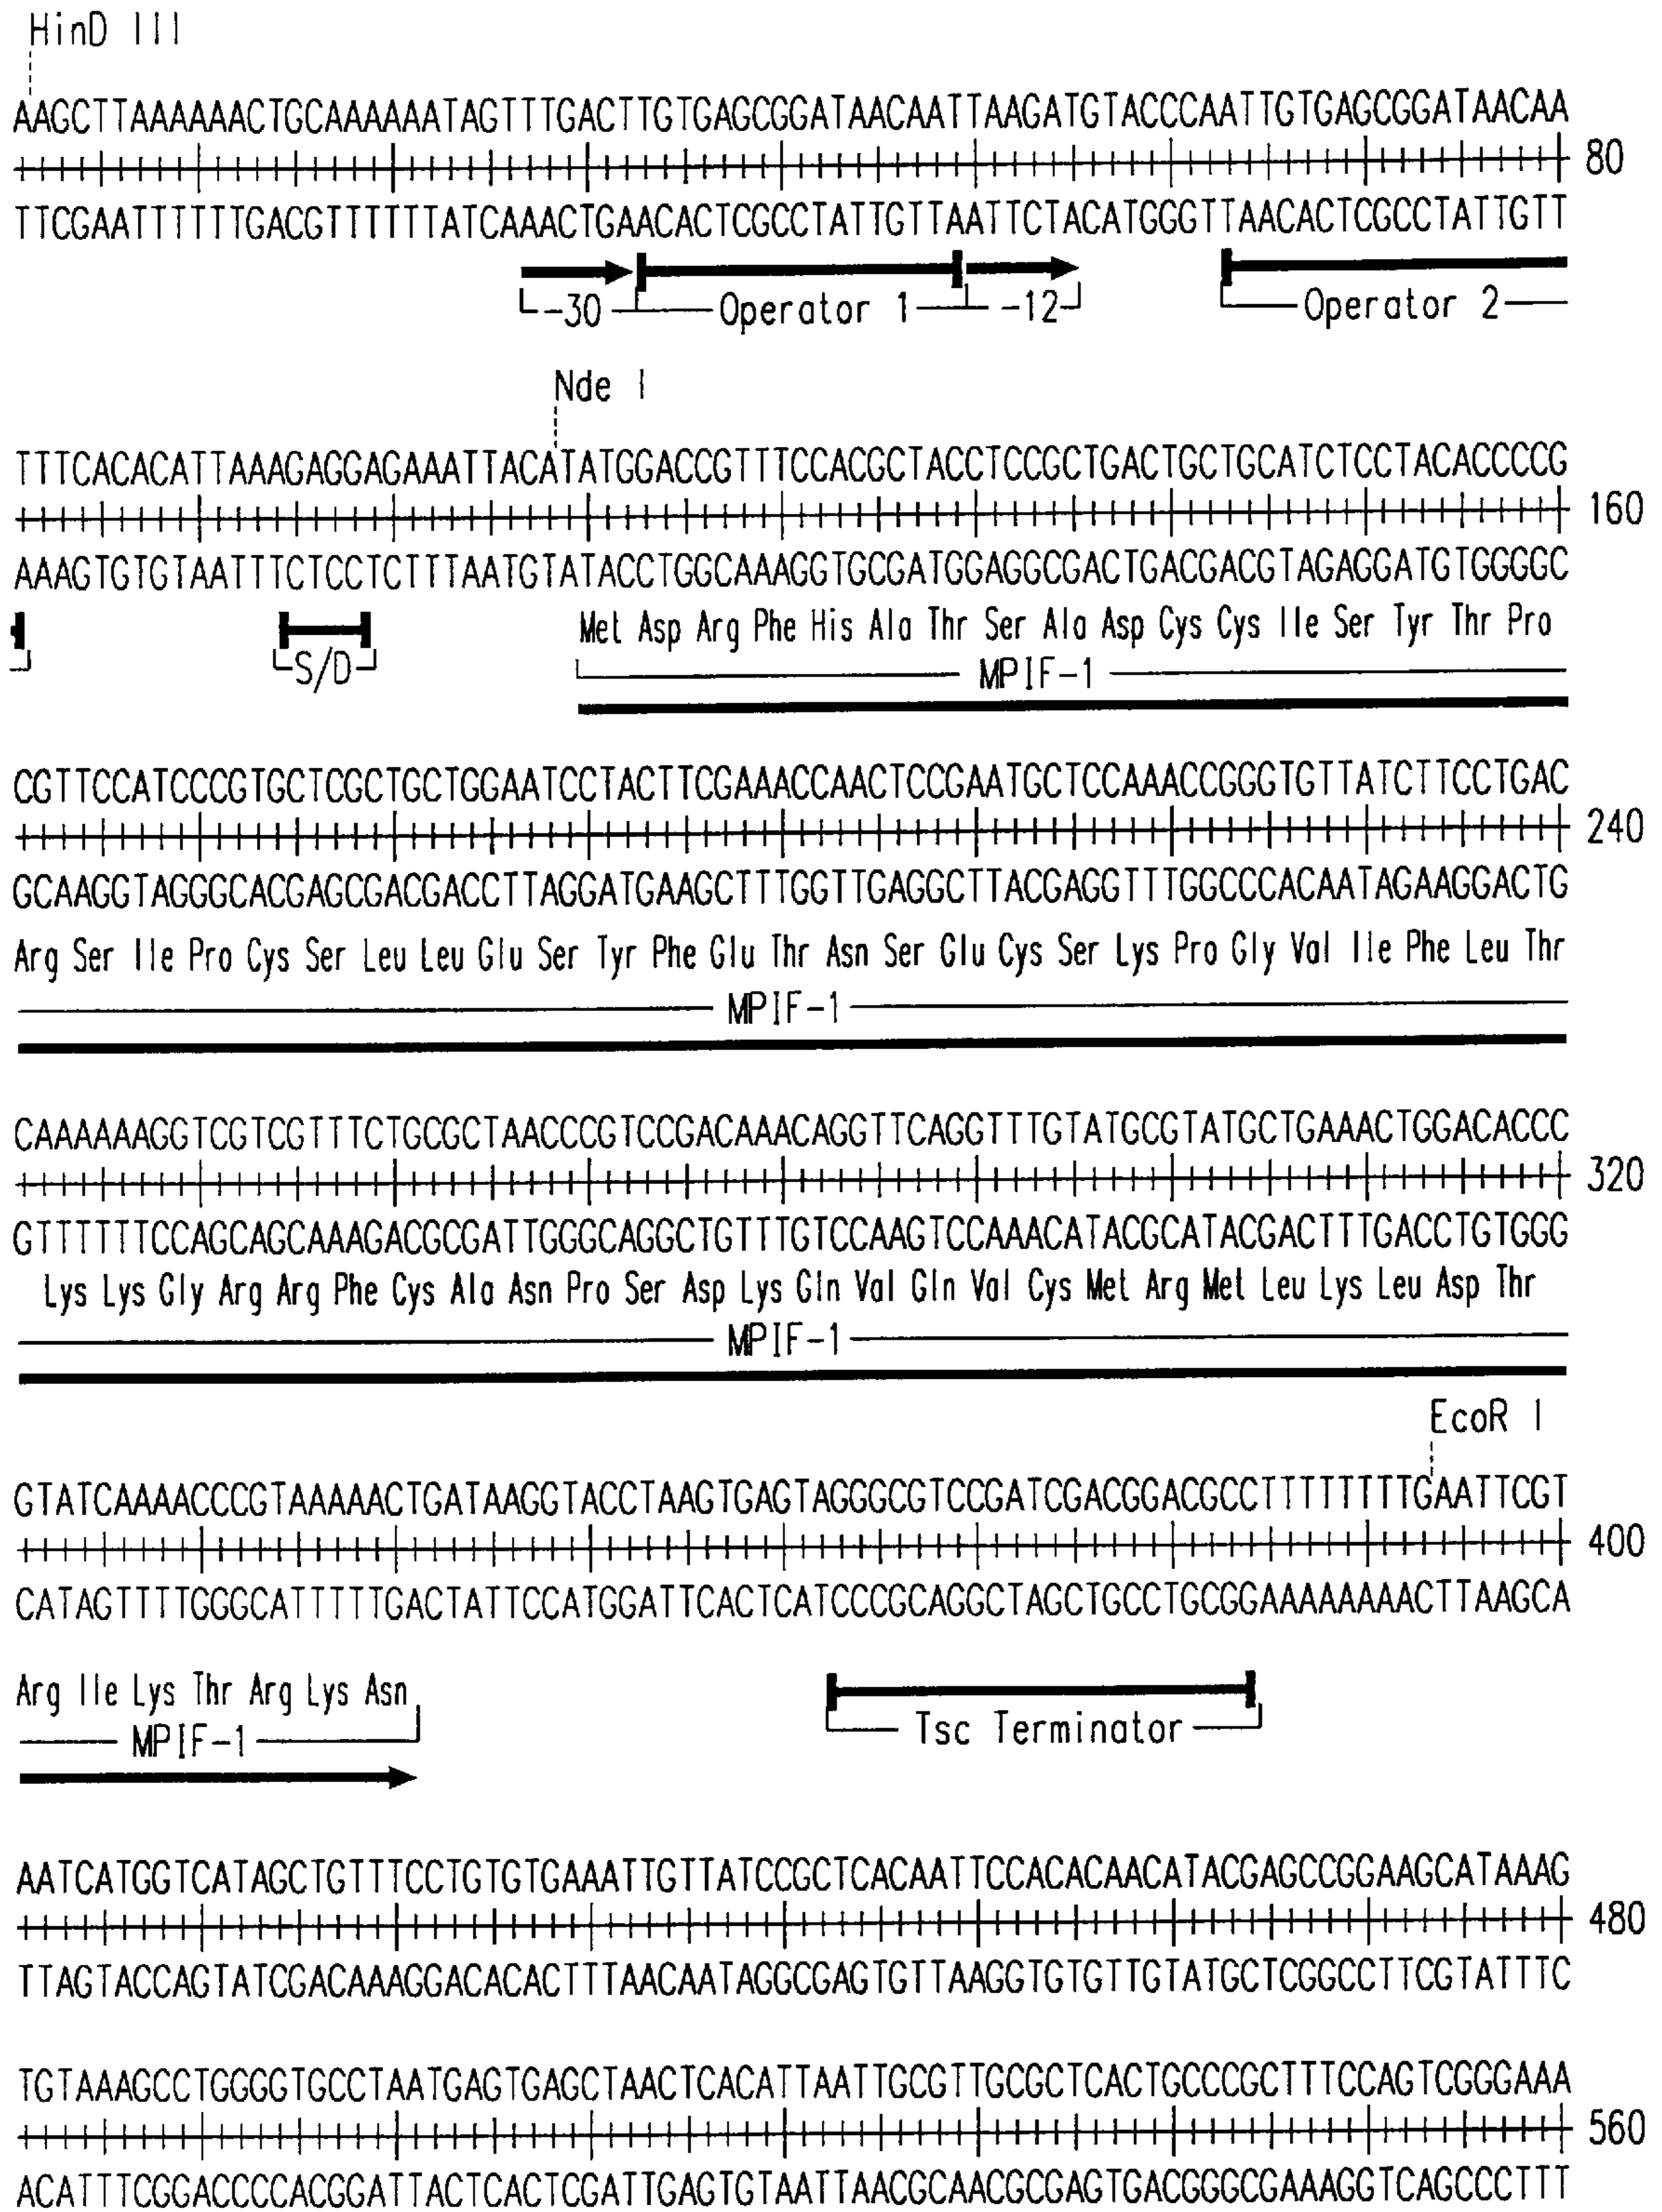 HinD III
AAGCTTAAAAAACTGCAAAAAATAGTTTGACTTGTGAGCGGATAACAATTAAGATGTACCCAATTGTGAGCGGATAACAA
80
TTCGAATTTTTTGACGTTTTTTATCAAACTGAACACTCGCCTATTGTTAATTCTACATGGGTTAACACTCGCCTATTGTT
-30 Operator 1 -12 Operator 2
Nde I
TTTCACACATTAAAGAGGAGAAATTACATATGGACCGTTTCCACGCTACCTCCGCTGACTGCTGCATCTCCTACACCCCG
160
AAAGTGTGTAATTTCTCCTCTTTAATGTATACCTGGCAAAGGTGCGATGGAGGCGACTGACGACGTAGAGGATGTGGGGC
Met Asp Arg Phe His Ala Thr Ser Ala Asp Cys Cys Ile Ser Tyr Thr Pro
S/D MPIF-1
CGTTCCATCCCGTGCTCGCTGCTGGAATCCTACTTCGAAACCAACTCCGAATGCTCCAAACCGGGTGTTATCTTCCTGAC
240
GCAAGGTAGGGCACGAGCGACGACCTTAGGATGAAGCTTTGGTTGAGGCTTACGAGGTTTGGCCCACAATAGAAGGACTG
Arg Ser Ile Pro Cys Ser Leu Leu Glu Ser Tyr Phe Glu Thr Asn Ser Glu Cys Ser Lys Pro Gly Val Ile Phe Leu Thr
MPIF-1
CAAAAAAGGTCGTCGTTTCTGCGCTAACCCGTCCGACAAACAGGTTCAGGTTTGTATGCGTATGCTGAAACTGGACACCC
320
GTTTTTTCCAGCAGCAAAGACGCGATTGGGCAGGCTGTTTGTCCAAGTCCAAACATACGCATACGACTTTGACCTGTGGG
Lys Lys Gly Arg Arg Phe Cys Ala Asn Pro Ser Asp Lys Gln Val Gln Val Cys Met Arg Met Leu Lys Leu Asp Thr
MPIF-1
EcoR I
GTATCAAAACCCGTAAAAACTGATAAGGTACCTAAGTGAGTAGGGCGTCCGATCGACGGACGCCTTTTTTTTGAATTCGT
400
CATAGTTTTGGGCATTTTTGACTATTCCATGGATTCACTCATCCCGCAGGCTAGCTGCCTGCGGAAAAAAAACTTAAGCA
Arg Ile Lys Thr Arg Lys Asn
MPIF-1 Tsc Terminator
AATCATGGTCATAGCTGTTTCCTGTGTGAAATTGTTATCCGCTCACAATTCCACACAACATACGAGCCGGAAGCATAAAG
480
TTAGTACCAGTATCGACAAAGGACACACTTTAACAATAGGCGAGTGTTAAGGTGTGTTGTATGCTCGGCCTTCGTATTTC
TGTAAAGCCTGGGGTGCCTAATGAGTGAGCTAACTCACATTAATTGCGTTGCGCTCACTGCCCGCTTTCCAGTCGGGAAA
560
ACATTTCGGACCCCACGGATTACTCACTCGATTGAGTGTAATTAACGCAACGCGAGTGACGGGCGAAAGGTCAGCCCTTT